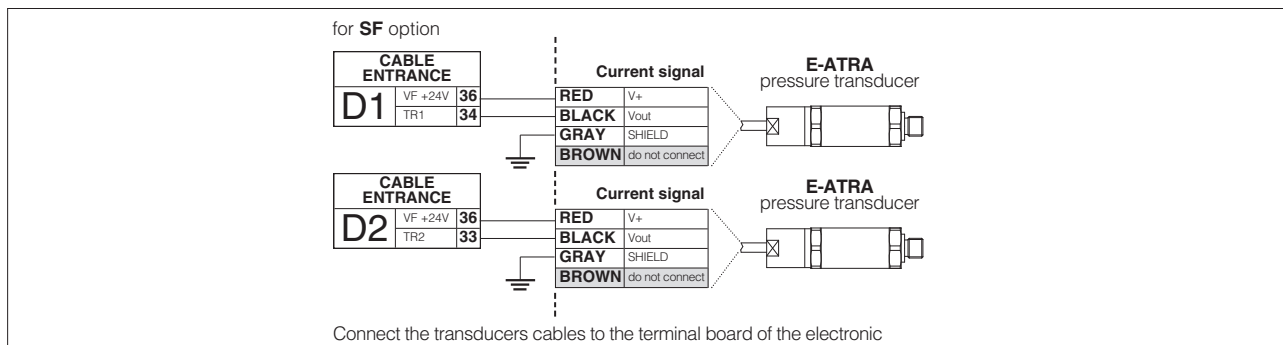 for SF option
CABLE ENTRANCE
Current signal
E-ATRA
pressure transducer
D1 VF +24V 36 RED V+
TR1 34 BLACK Vout
GRAY SHIELD
BROWN do not connect
CABLE ENTRANCE
Current signal
E-ATRA
pressure transducer
D2 VF +24V 36 RED V+
TR2 33 BLACK Vout
GRAY SHIELD
BROWN do not connect
Connect the transducers cables to the terminal board of the electronic